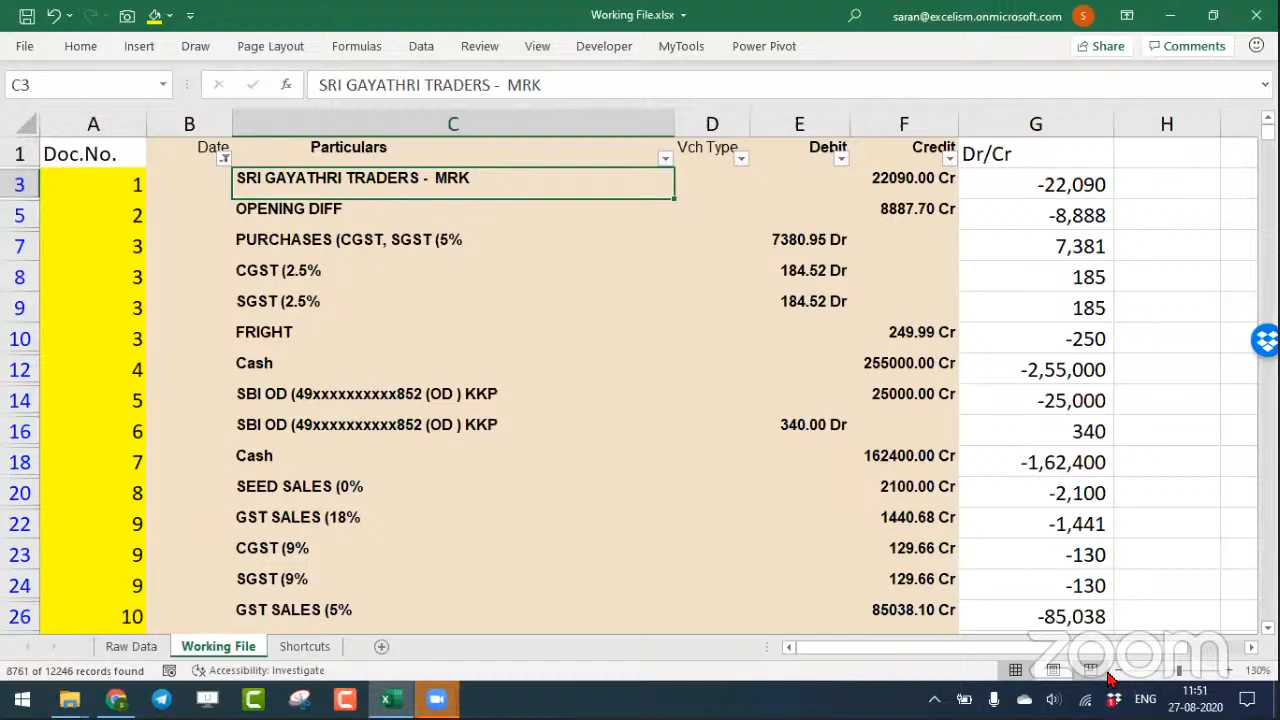 Working File.xlsx
saran@excelism.onmicrosoft.com S
File Home Insert Draw Page Layout Formulas Data Review View Developer MyTools Power Pivot Share Comments
C3 fx SRI GAYATHRI TRADERS - MRK
A B C D E F G H
1 Doc.No. Date Particulars Vch Type Debit Credit Dr/Cr
3 1 SRI GAYATHRI TRADERS - MRK 22090.00 Cr -22,090
5 2 OPENING DIFF 8887.70 Cr -8,888
7 3 PURCHASES (CGST, SGST (5% 7380.95 Dr 7,381
8 3 CGST (2.5% 184.52 Dr 185
9 3 SGST (2.5% 184.52 Dr 185
10 3 FRIGHT 249.99 Cr -250
12 4 Cash 255000.00 Cr -2,55,000
14 5 SBI OD (49xxxxxxxxxx852 (OD ) KKP 25000.00 Cr -25,000
16 6 SBI OD (49xxxxxxxxxx852 (OD ) KKP 340.00 Dr 340
18 7 Cash 162400.00 Cr -1,62,400
20 8 SEED SALES (0% 2100.00 Cr -2,100
22 9 GST SALES (18% 1440.68 Cr -1,441
23 9 CGST (9% 129.66 Cr -130
24 9 SGST (9% 129.66 Cr -130
26 10 GST SALES (5% 85038.10 Cr -85,038
Raw Data Working File Shortcuts
zoom
8761 of 12246 records found Accessibility: Investigate 130%
ENG 11:51
27-08-2020